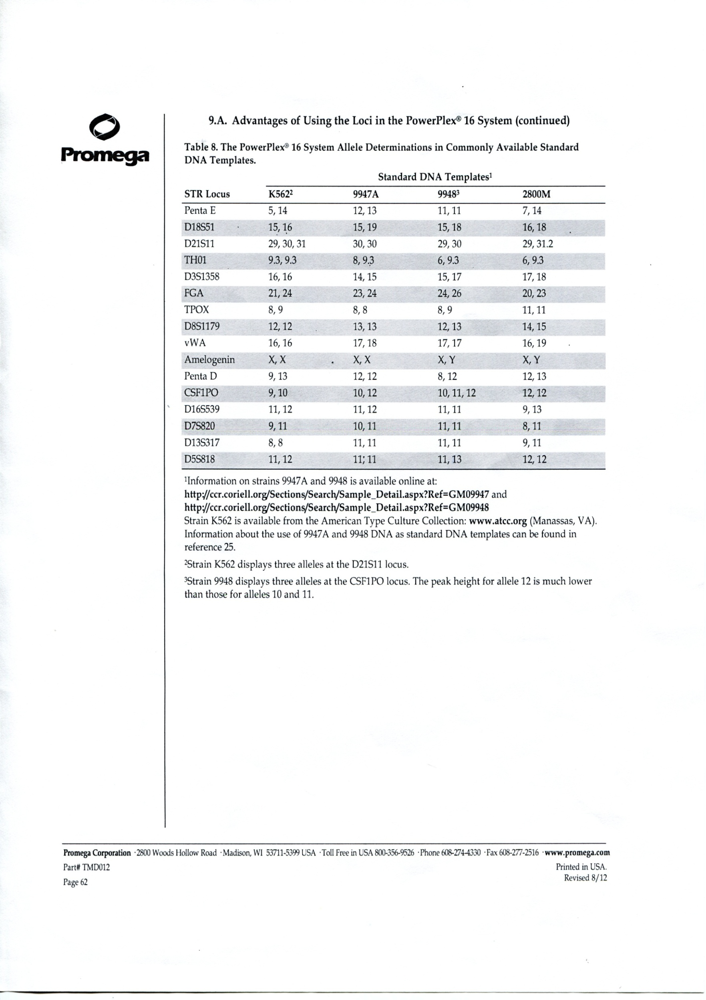 Promega
9.A. Advantages of Using the Loci in the PowerPlex® 16 System (continued)
Table 8. The PowerPlex® 16 System Allele Determinations in Commonly Available Standard
DNA Templates.
Standard DNA Templates¹
STR Locus K562² 9947A 9948³ 2800M
Penta E 5, 14 12, 13 11, 11 7, 14
D18S51 15, 16 15, 19 15, 18 16, 18
D21S11 29, 30, 31 30, 30 29, 30 29, 31.2
TH01 9.3, 9.3 8, 9.3 6, 9.3 6, 9.3
D3S1358 16, 16 14, 15 15, 17 17, 18
FGA 21, 24 23, 24 24, 26 20, 23
TPOX 8, 9 8, 8 8, 9 11, 11
D8S1179 12, 12 13, 13 12, 13 14, 15
vWA 16, 16 17, 18 17, 17 16, 19
Amelogenin X, X X, X X, Y X, Y
Penta D 9, 13 12, 12 8, 12 12, 13
CSF1PO 9, 10 10, 12 10, 11, 12 12, 12
D16S539 11, 12 11, 12 11, 11 9, 13
D7S820 9, 11 10, 11 11, 11 8, 11
D13S317 8, 8 11, 11 11, 11 9, 11
D5S818 11, 12 11; 11 11, 13 12, 12
¹Information on strains 9947A and 9948 is available online at:
http://ccr.coriell.org/Sections/Search/Sample_Detail.aspx?Ref=GM09947 and
http://ccr.coriell.org/Sections/Search/Sample_Detail.aspx?Ref=GM09948
Strain K562 is available from the American Type Culture Collection: www.atcc.org (Manassas, VA).
Information about the use of 9947A and 9948 DNA as standard DNA templates can be found in
reference 25.
²Strain K562 displays three alleles at the D21S11 locus.
³Strain 9948 displays three alleles at the CSF1PO locus. The peak height for allele 12 is much lower
than those for alleles 10 and 11.
Promega Corporation ·2800 Woods Hollow Road ·Madison, WI 53711-5399 USA ·Toll Free in USA 800-356-9526 ·Phone 608-274-4330 ·Fax 608-277-2516 ·www.promega.com
Part# TMD012 Printed in USA.
Page 62 Revised 8/12